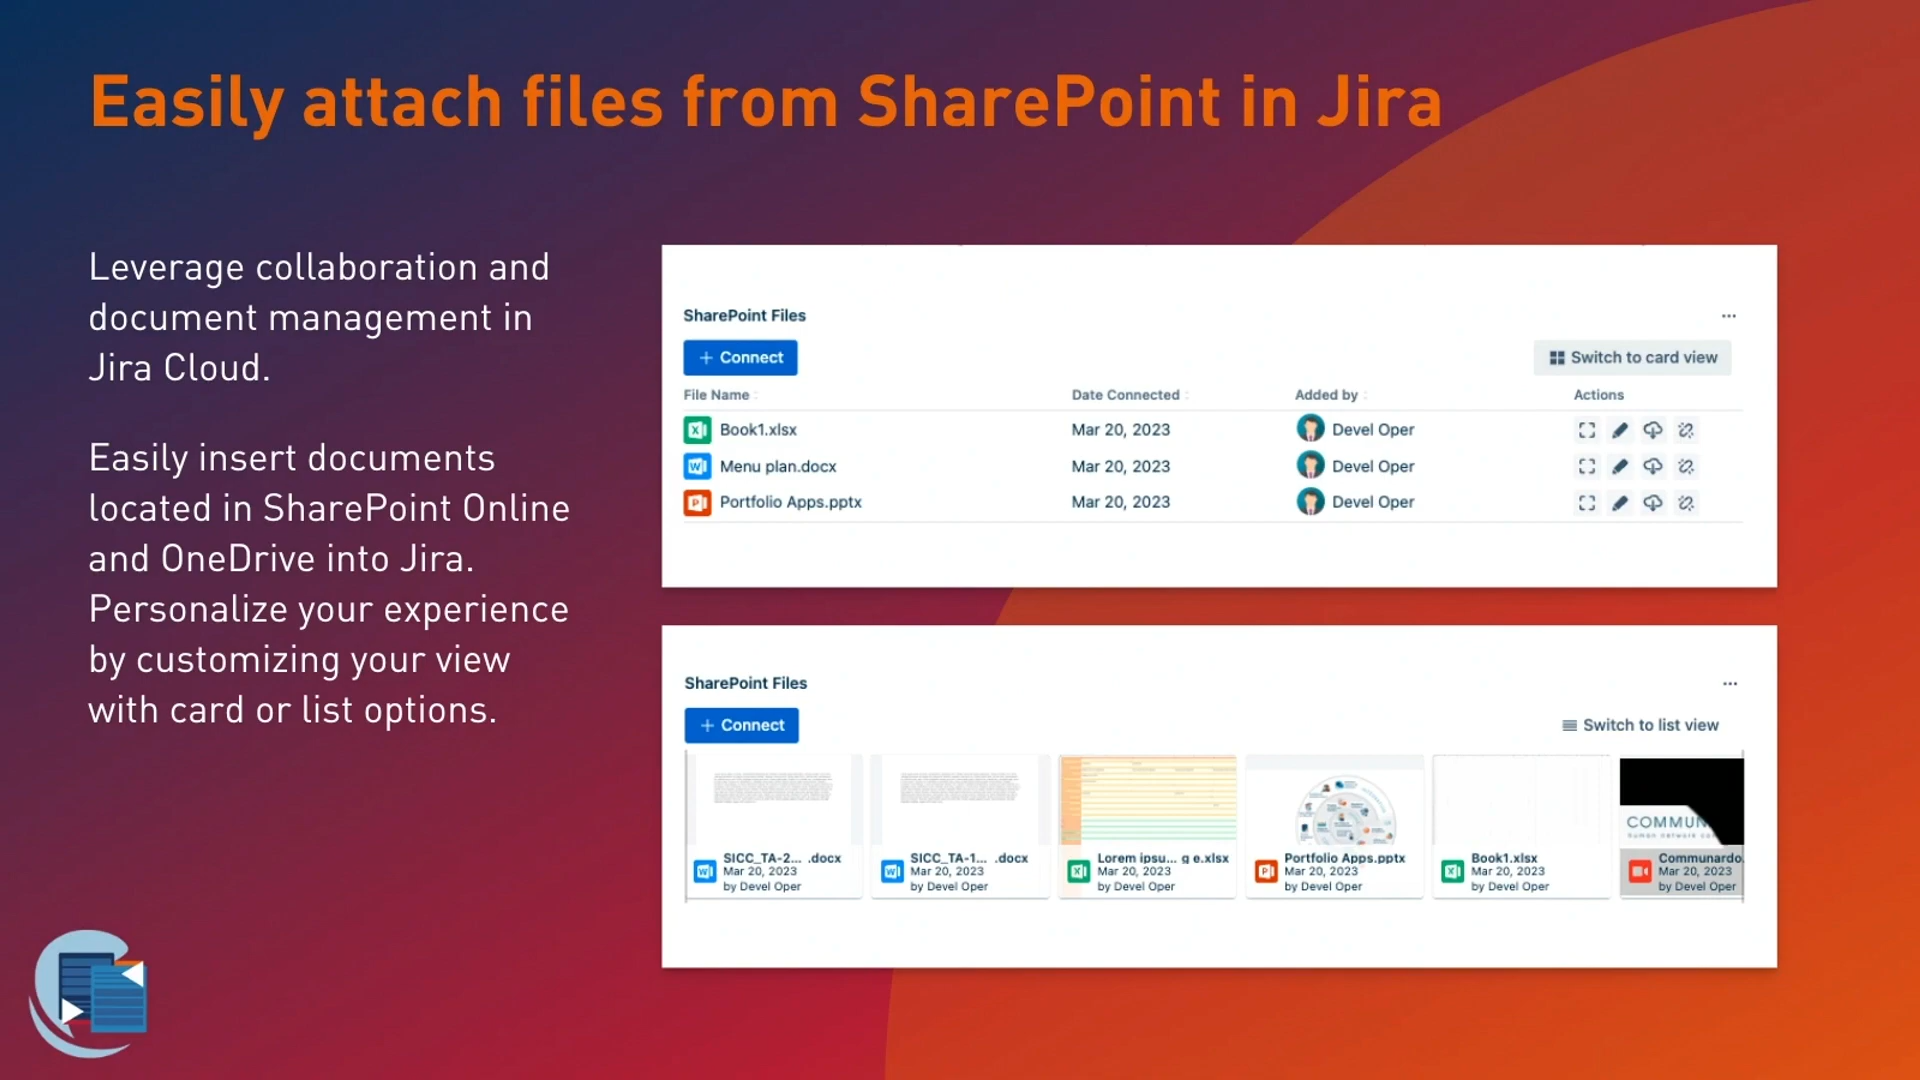 Easily attach files from SharePoint in Jira
Leverage collaboration and
document management in
Jira Cloud.
Easily insert documents
located in SharePoint Online
and OneDrive into Jira.
Personalize your experience
by customizing your view
with card or list options.
SharePoint Files
+ Connect
Switch to card view
File Name Date Connected Added by Actions
Book1.xlsx Mar 20, 2023 Devel Oper
Menu plan.docx Mar 20, 2023 Devel Oper
Portfolio Apps.pptx Mar 20, 2023 Devel Oper
SharePoint Files
+ Connect
Switch to list view
COMMUN
SICC_TA-2... .docx
Mar 20, 2023
by Devel Oper
SICC_TA-1... .docx
Mar 20, 2023
by Devel Oper
Lorem ipsu... g e.xlsx
Mar 20, 2023
by Devel Oper
Portfolio Apps.pptx
Mar 20, 2023
by Devel Oper
Book1.xlsx
Mar 20, 2023
by Devel Oper
Communardo
Mar 20, 2023
by Devel Oper